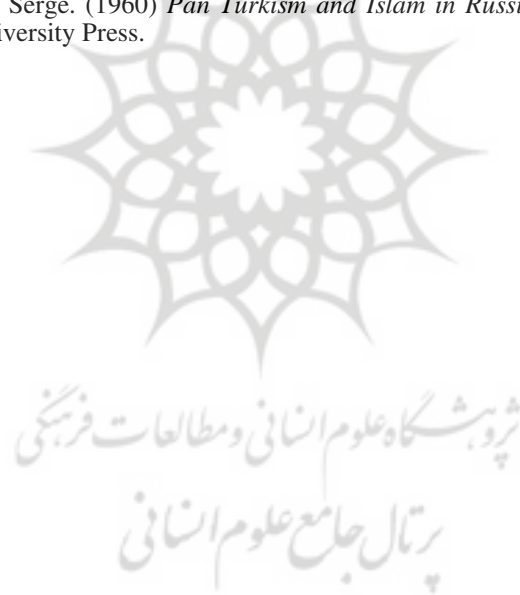 Serge. (1960) Pan Turkism and Islam in Russi
iversity Press.
پژوهشگاه علوم انسانی و مطالعات فرهنگی
پرتال جامع علوم انسانی